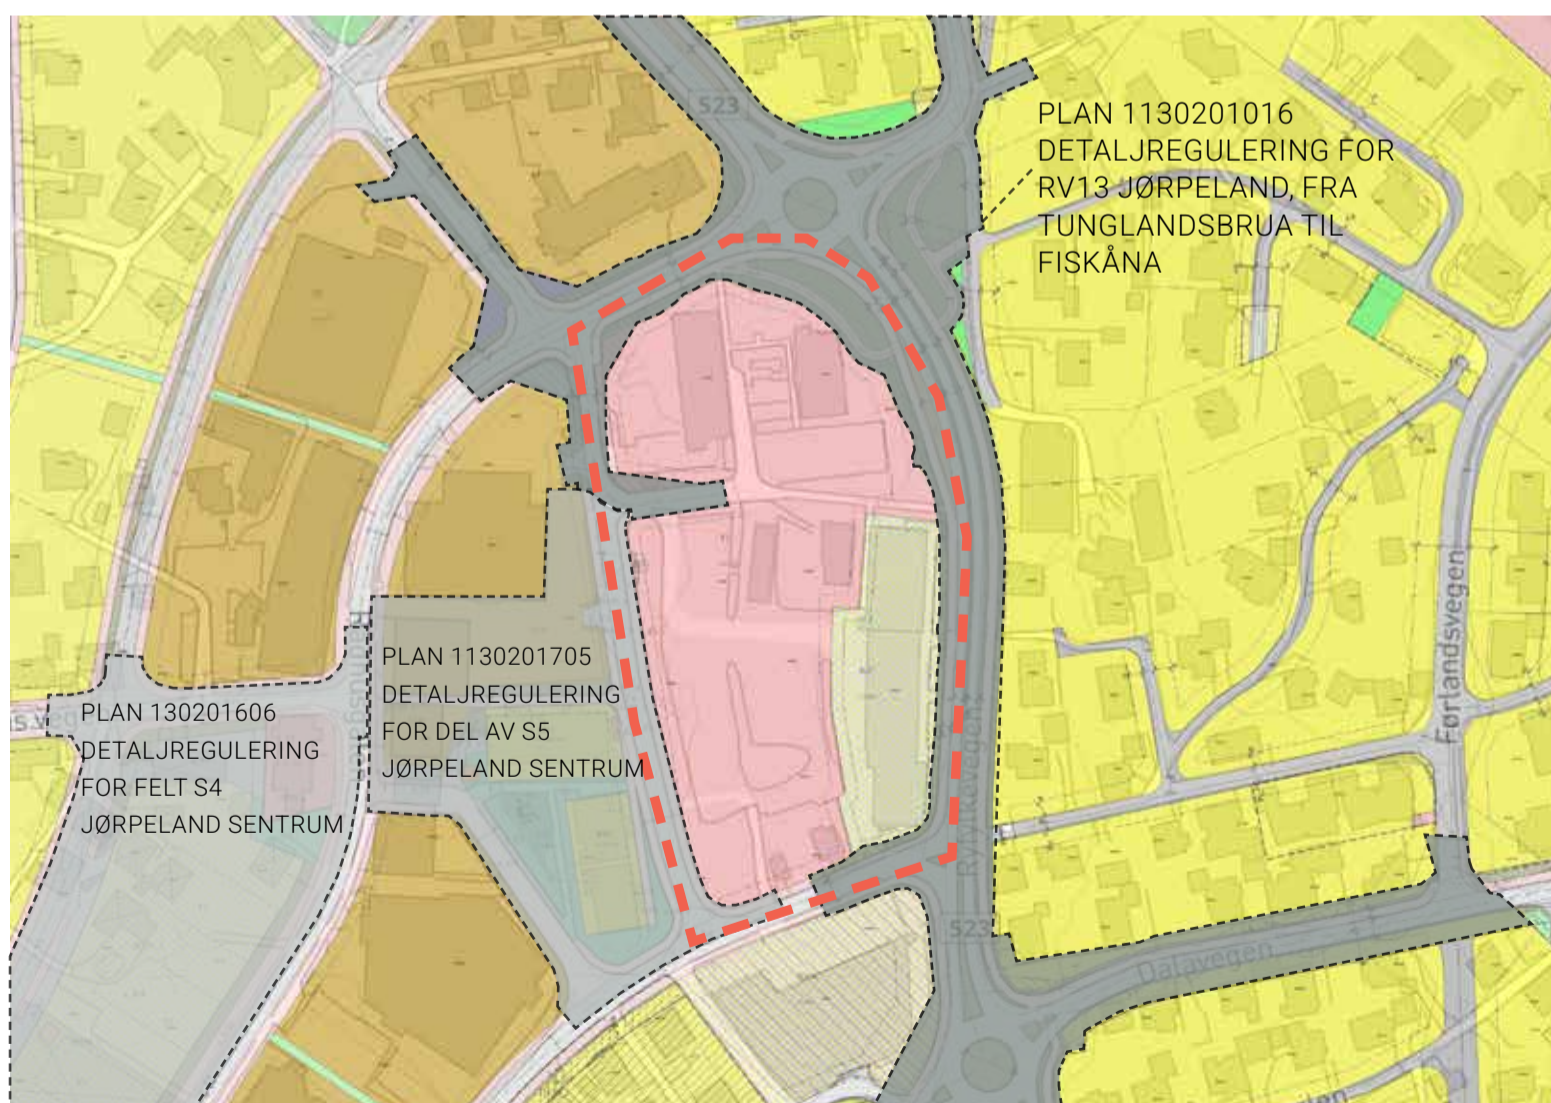 523
PLAN 1130201016
DETALJREGULERING FOR
RV13 JØRPELAND, FRA
TUNGLANDSBRUA TIL
FISKÅNA
PLAN 1130201705
DETALJREGULERING
FOR DEL AV S5
JØRPELAND SENTRUM
PLAN 130201606
DETALJREGULERING
FOR FELT S4
JØRPELAND SENTRUM
Førlandsvegen
523
Dalavegen